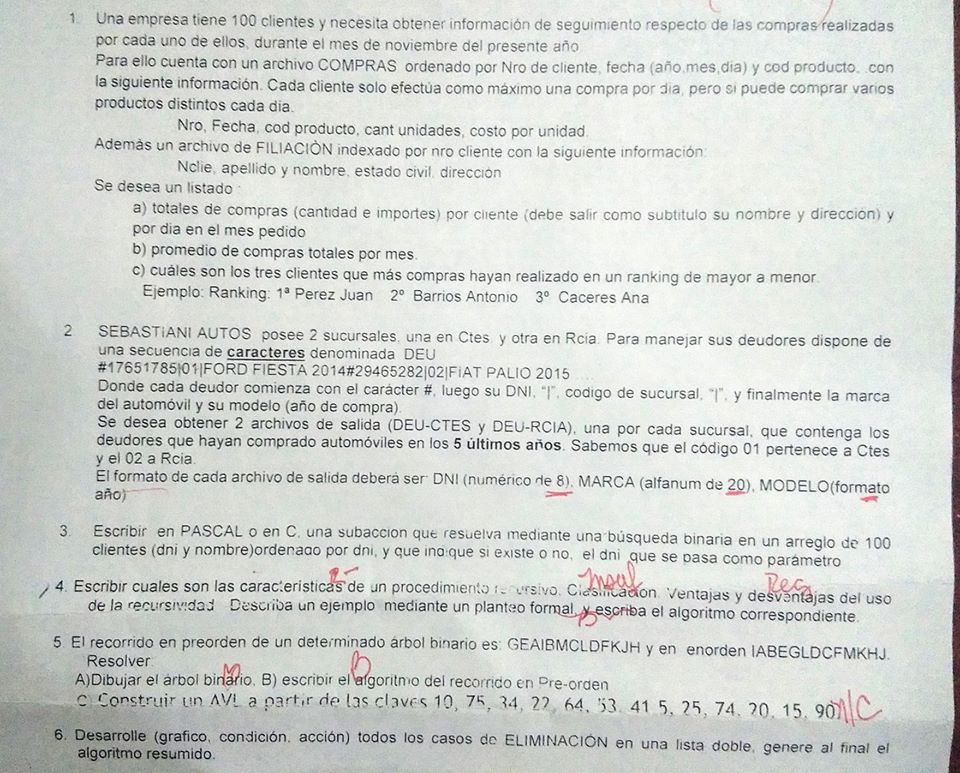 1. Una empresa tiene 100 clientes y necesita obtener información de seguimiento respecto de las compras realizadas
por cada uno de ellos, durante el mes de noviembre del presente año
Para ello cuenta con un archivo COMPRAS ordenado por Nro de cliente, fecha (año,mes,dia) y cod producto, con
la siguiente información. Cada cliente solo efectúa como máximo una compra por dia, pero si puede comprar varios
productos distintos cada dia.
Nro, Fecha, cod producto, cant unidades, costo por unidad.
Además un archivo de FILIACIÒN indexado por nro cliente con la siguiente información:
Nclie, apellido y nombre, estado civil, dirección
Se desea un listado :
a) totales de compras (cantidad e importes) por cliente (debe salir como subtitulo su nombre y dirección) y
por dia en el mes pedido
b) promedio de compras totales por mes.
c) cuáles son los tres clientes que más compras hayan realizado en un ranking de mayor a menor.
Ejemplo: Ranking: 1ª Perez Juan 2º Barrios Antonio 3º Caceres Ana
2 SEBASTIANI AUTOS posee 2 sucursales, una en Ctes y otra en Rcia. Para manejar sus deudores dispone de
una secuencia de caracteres denominada DEU
#17651785|01|FORD FIESTA 2014#29465282|02|FIAT PALIO 2015 ....
Donde cada deudor comienza con el carácter #, luego su DNI, "|", codigo de sucursal, "|", y finalmente la marca
del automóvil y su modelo (año de compra).
Se desea obtener 2 archivos de salida (DEU-CTES y DEU-RCIA), una por cada sucursal, que contenga los
deudores que hayan comprado automóviles en los 5 últimos años. Sabemos que el código 01 pertenece a Ctes
y el 02 a Rcia.
El formato de cada archivo de salida deberá ser: DNI (numérico de 8), MARCA (alfanum de 20), MODELO(formato
año)
3. Escribir en PASCAL o en C, una subaccion que resuelva mediante una búsqueda binaria en un arreglo de 100
clientes (dni y nombre)ordenado por dni, y que indique si existe o no, el dni que se pasa como parámetro
4. Escribir cuales son las características de un procedimiento recursivo. Clasificación. Ventajas y desventajas del uso
de la recursividad Describa un ejemplo mediante un planteo formal, y escriba el algoritmo correspondiente.
5 El recorrido en preorden de un determinado árbol binario es: GEAIBMCLDFKJH y en enorden IABEGLDCFMKHJ.
Resolver:
A)Dibujar el árbol binario, B) escribir el algoritmo del recorrido en Pre-orden
C) Construir un AVL a partir de las claves 10, 75, 34, 22, 64, 53, 41 5, 25, 74, 20, 15, 90 N/C
6. Desarrolle (grafico, condición, acción) todos los casos de ELIMINACIÓN en una lista doble, genere al final el
algoritmo resumido.